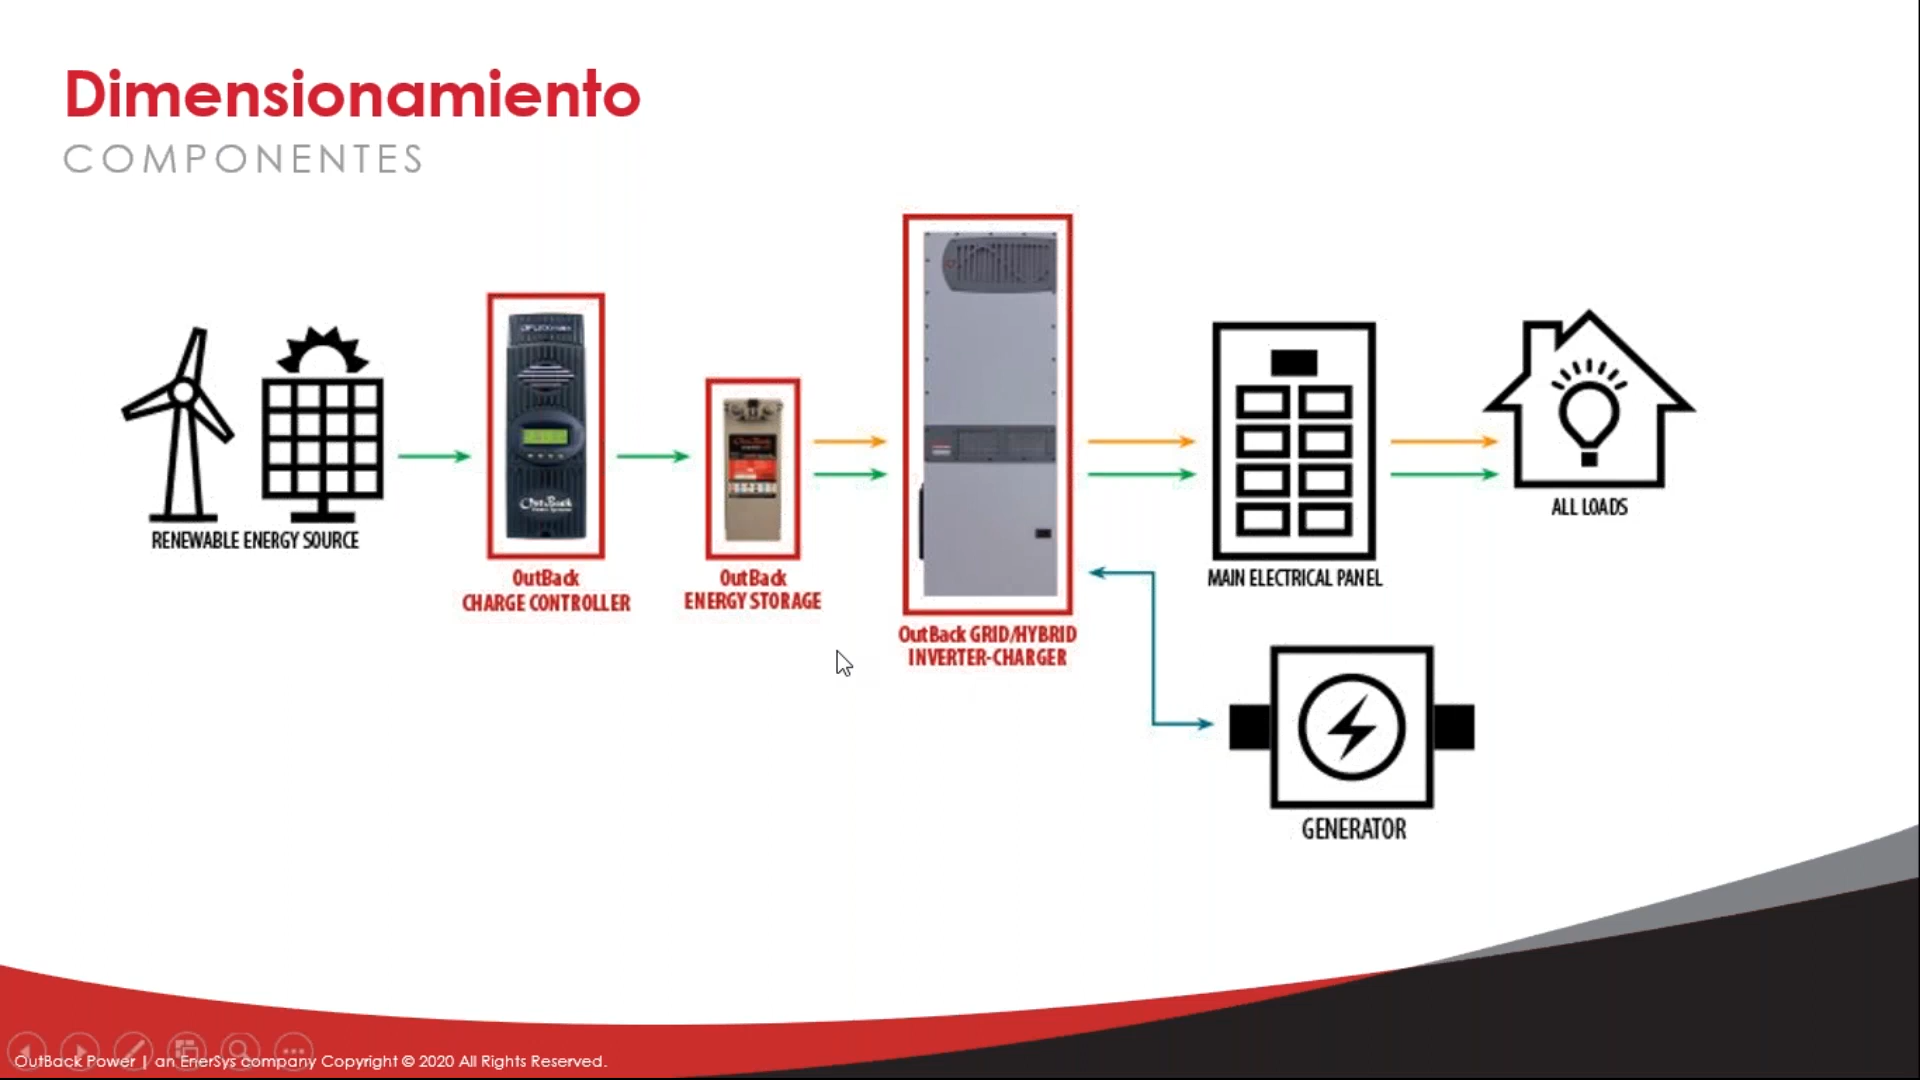 Dimensionamiento
COMPONENTES
RENEWABLE ENERGY SOURCE
OutBack
CHARGE CONTROLLER
OutBack
ENERGY STORAGE
OutBack GRID/HYBRID
INVERTER-CHARGER
MAIN ELECTRICAL PANEL
ALL LOADS
GENERATOR
OutBack
OutBack Power | an EnerSys company Copyright © 2020 All Rights Reserved.